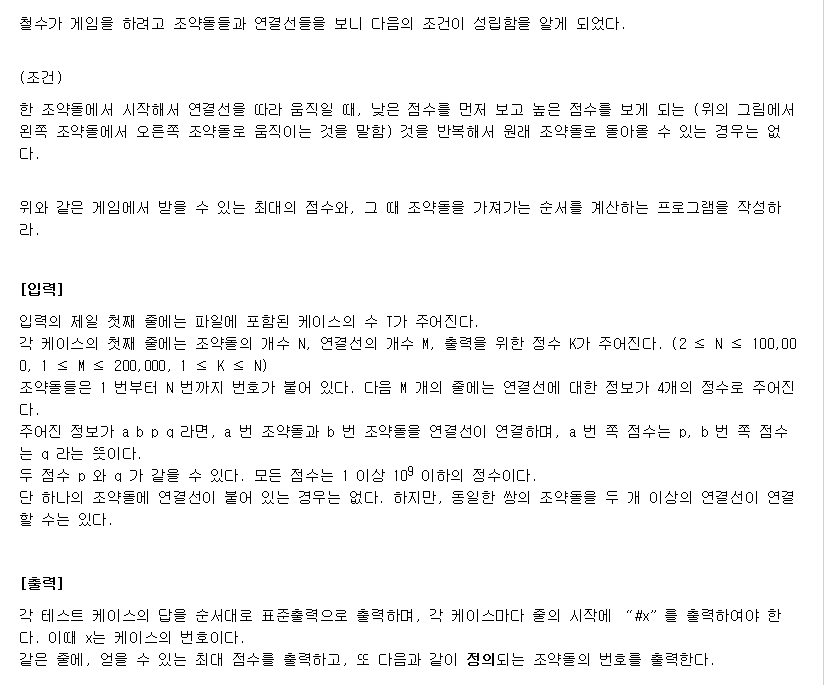 철수가 게임을 하려고 조약돌들과 연결선들을 보니 다음의 조건이 성립함을 알게 되었다.
(조건)
한 조약돌에서 시작해서 연결선을 따라 움직일 때, 낮은 점수를 먼저 보고 높은 점수를 보게 되는 (위의 그림에서
왼쪽 조약돌에서 오른쪽 조약돌로 움직이는 것을 말함) 것을 반복해서 원래 조약돌로 돌아올 수 있는 경우는 없
다.
위와 같은 게임에서 받을 수 있는 최대의 점수와, 그 때 조약돌을 가져가는 순서를 계산하는 프로그램을 작성하
라.
[입력]
입력의 제일 첫째 줄에는 파일에 포함된 케이스의 수 T가 주어진다.
각 케이스의 첫째 줄에는 조약돌의 개수 N, 연결선의 개수 M, 출력을 위한 정수 K가 주어진다. (2 ≤ N ≤ 100,00
0, 1 ≤ M ≤ 200,000, 1 ≤ K ≤ N)
조약돌들은 1 번부터 N 번까지 번호가 붙어 있다. 다음 M 개의 줄에는 연결선에 대한 정보가 4개의 정수로 주어진
다.
주어진 정보가 a b p q 라면, a 번 조약돌과 b 번 조약돌을 연결선이 연결하며, a 번 쪽 점수는 p, b 번 쪽 점수
는 q 라는 뜻이다.
두 점수 p 와 q 가 같을 수 있다. 모든 점수는 1 이상 10⁹ 이하의 정수이다.
단 하나의 조약돌에 연결선이 붙어 있는 경우는 없다. 하지만, 동일한 쌍의 조약돌을 두 개 이상의 연결선이 연결
할 수는 있다.
[출력]
각 테스트 케이스의 답을 순서대로 표준출력으로 출력하며, 각 케이스마다 줄의 시작에 “#x”를 출력하여야 한
다. 이때 x는 케이스의 번호이다.
같은 줄에, 얻을 수 있는 최대 점수를 출력하고, 또 다음과 같이 정의되는 조약돌의 번호를 출력한다.